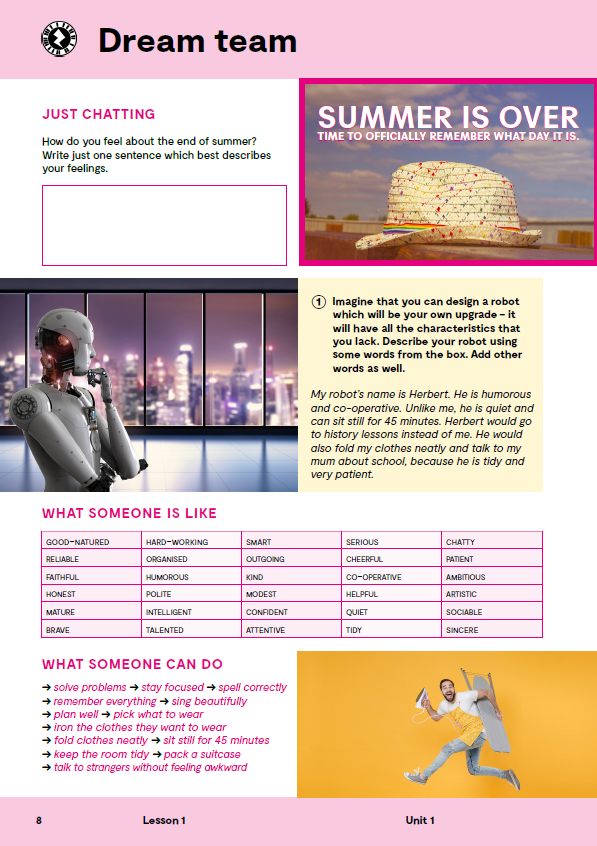 Dream team
JUST CHATTING
How do you feel about the end of summer?
Write just one sentence which best describes
your feelings.
SUMMER IS OVER
TIME TO OFFICIALLY REMEMBER WHAT DAY IT IS.
1 Imagine that you can design a robot
which will be your own upgrade – it
will have all the characteristics that
you lack. Describe your robot using
some words from the box. Add other
words as well.
My robot's name is Herbert. He is humorous
and co-operative. Unlike me, he is quiet and
can sit still for 45 minutes. Herbert would go
to history lessons instead of me. He would
also fold my clothes neatly and talk to my
mum about school, because he is tidy and
very patient.
WHAT SOMEONE IS LIKE
GOOD-NATURED HARD-WORKING SMART SERIOUS CHATTY
RELIABLE ORGANISED OUTGOING CHEERFUL PATIENT
FAITHFUL HUMOROUS KIND CO-OPERATIVE AMBITIOUS
HONEST POLITE MODEST HELPFUL ARTISTIC
MATURE INTELLIGENT CONFIDENT QUIET SOCIABLE
BRAVE TALENTED ATTENTIVE TIDY SINCERE
WHAT SOMEONE CAN DO
→ solve problems → stay focused → spell correctly
→ remember everything → sing beautifully
→ plan well → pick what to wear
→ iron the clothes they want to wear
→ fold clothes neatly → sit still for 45 minutes
→ keep the room tidy → pack a suitcase
→ talk to strangers without feeling awkward
8 Lesson 1 Unit 1